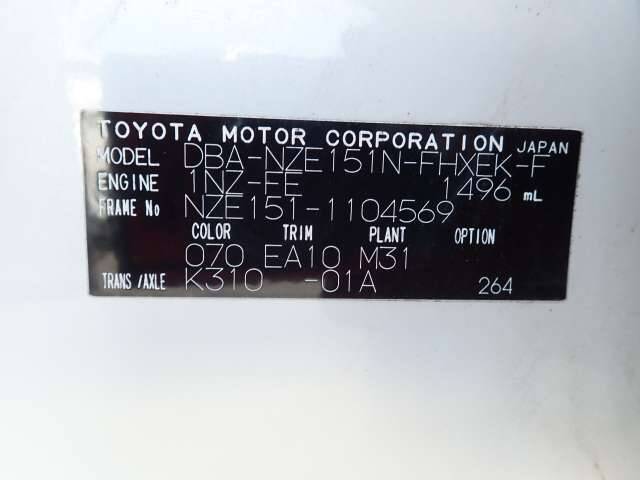 TOYOTA MOTOR CORPORATION JAPAN
MODEL DBA-NZE151N-FHXEK-F
ENGINE 1NZ-FE 1496 mL
FRAME No NZE151-1104569
COLOR TRIM PLANT OPTION
070 EA10 M31
TRANS/AXLE K310 -01A 264